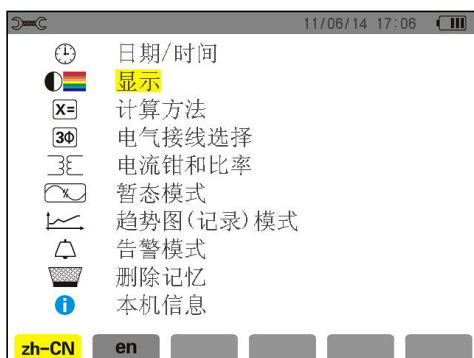 11/06/14 17:06
日期/时间
显示
X= 计算方法
3Φ 电气接线选择
电流钳和比率
% 暂态模式
趋势图(记录)模式
告警模式
删除记忆
i 本机信息
zh-CN en